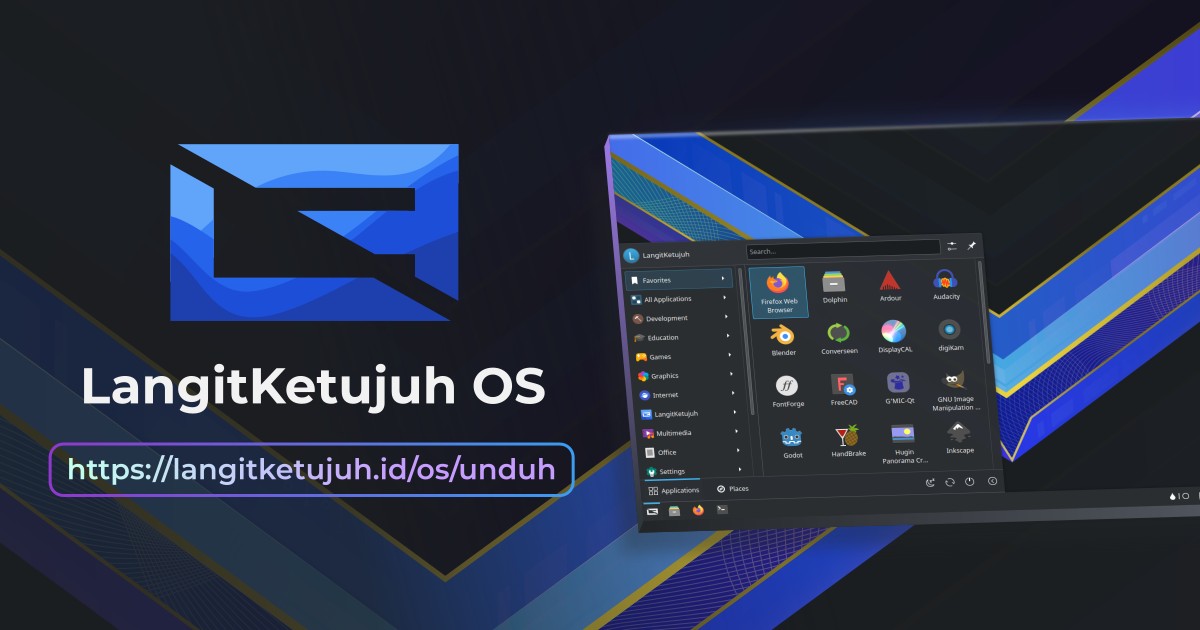 LangitKetujuh OS
https://langitketujuh.id/os/unduh
LangitKetujuh
Search...
Favorites
All Applications
Development
Education
Games
Graphics
Internet
LangitKetujuh
Multimedia
Office
Settings
Firefox Web
Browser
Dolphin
Ardour
Audacity
Blender
Converseen
DisplayCAL
digiKam
FontForge
FreeCAD
G'MIC-Qt
GNU Image
Manipulation ...
Godot
HandBrake
Hugin
Panorama Cr...
Inkscape
Applications
Places